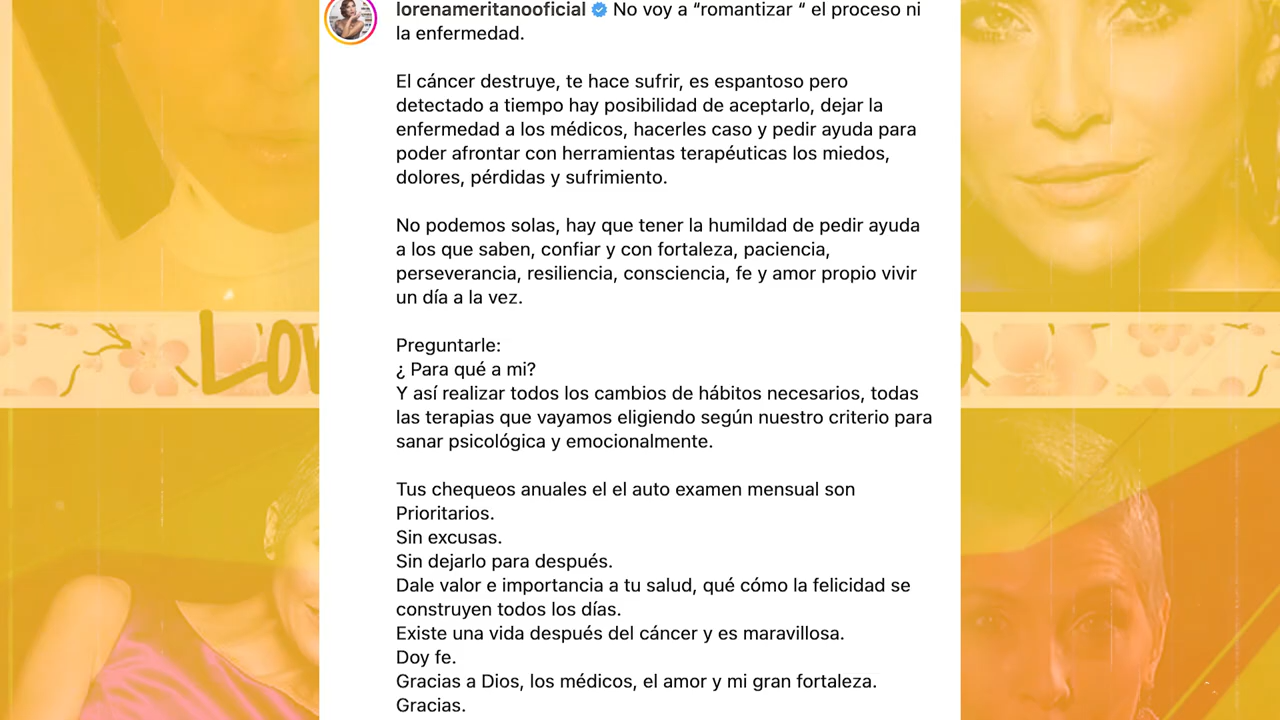 lorenameritanooficial No voy a “romantizar “ el proceso ni
la enfermedad.
El cáncer destruye, te hace sufrir, es espantoso pero
detectado a tiempo hay posibilidad de aceptarlo, dejar la
enfermedad a los médicos, hacerles caso y pedir ayuda para
poder afrontar con herramientas terapéuticas los miedos,
dolores, pérdidas y sufrimiento.
No podemos solas, hay que tener la humildad de pedir ayuda
a los que saben, confiar y con fortaleza, paciencia,
perseverancia, resiliencia, consciencia, fe y amor propio vivir
un día a la vez.
Preguntarle:
¿ Para qué a mi?
Y así realizar todos los cambios de hábitos necesarios, todas
las terapias que vayamos eligiendo según nuestro criterio para
sanar psicológica y emocionalmente.
Tus chequeos anuales el el auto examen mensual son
Prioritarios.
Sin excusas.
Sin dejarlo para después.
Dale valor e importancia a tu salud, qué cómo la felicidad se
construyen todos los días.
Existe una vida después del cáncer y es maravillosa.
Doy fe.
Gracias a Dios, los médicos, el amor y mi gran fortaleza.
Gracias.